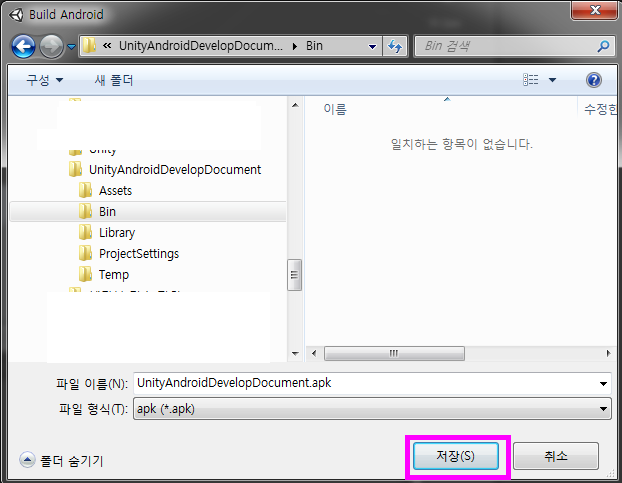 Build Android
« UnityAndroidDevelopDocum... ▸ Bin
Bin 검색
구성 새 폴더
이름 수정한
일치하는 항목이 없습니다.
Unity
UnityAndroidDevelopDocument
Assets
Bin
Library
ProjectSettings
Temp
파일 이름(N): UnityAndroidDevelopDocument.apk
파일 형식(T): apk (*.apk)
폴더 숨기기
저장(S) 취소